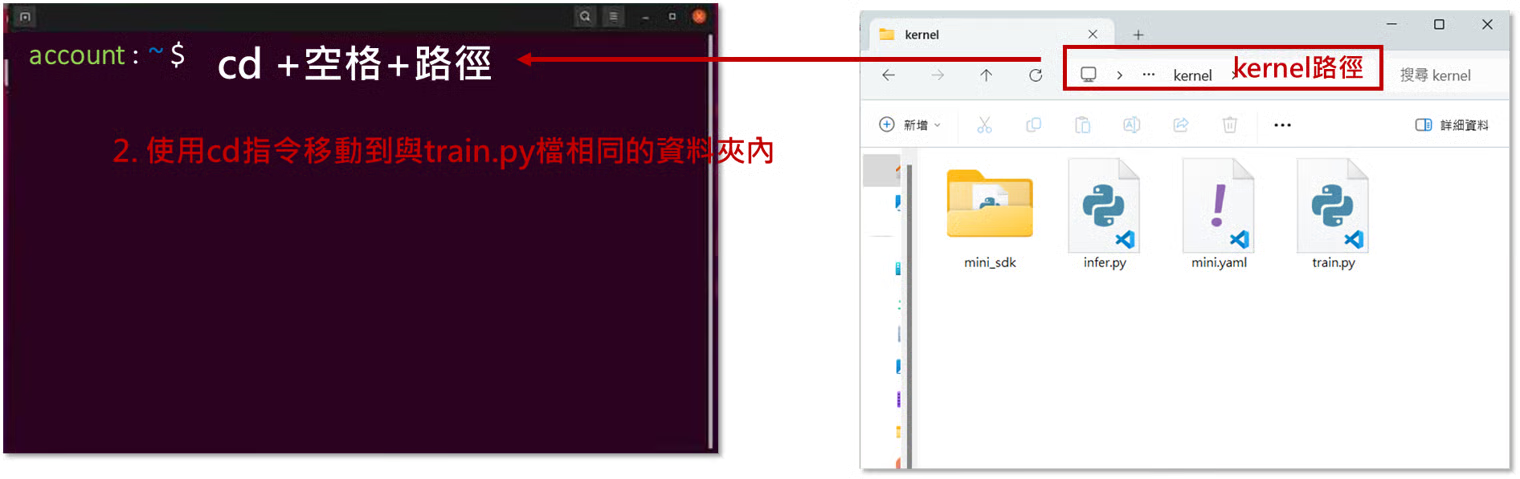 account : ~ $ cd +空格+路徑
2. 使用cd指令移動到與train.py檔相同的資料夾內
kernel
kernel kernel路徑
搜尋 kernel
新增
詳細資料
mini_sdk
infer.py
mini.yaml
train.py